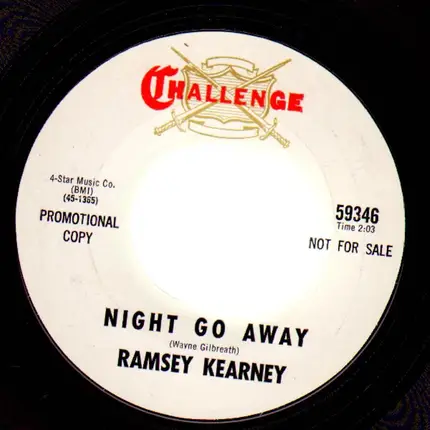 CHALLENGE
4-Star Music Co.
(BMI)
(45-1365)
PROMOTIONAL
COPY
59346
Time 2:03
NOT FOR SALE
NIGHT GO AWAY
(Wayne Gilbreath)
RAMSEY KEARNEY